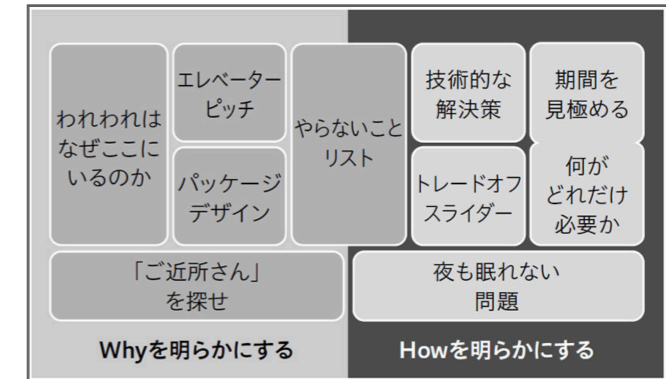 われわれは
なぜここに
いるのか
エレベーター
ピッチ
パッケージ
デザイン
やらないこと
リスト
技術的な
解決策
期間を
見極める
トレードオフ
スライダー
何が
どれだけ
必要か
「ご近所さん」
を探せ
夜も眠れない
問題
Whyを明らかにする
Howを明らかにする